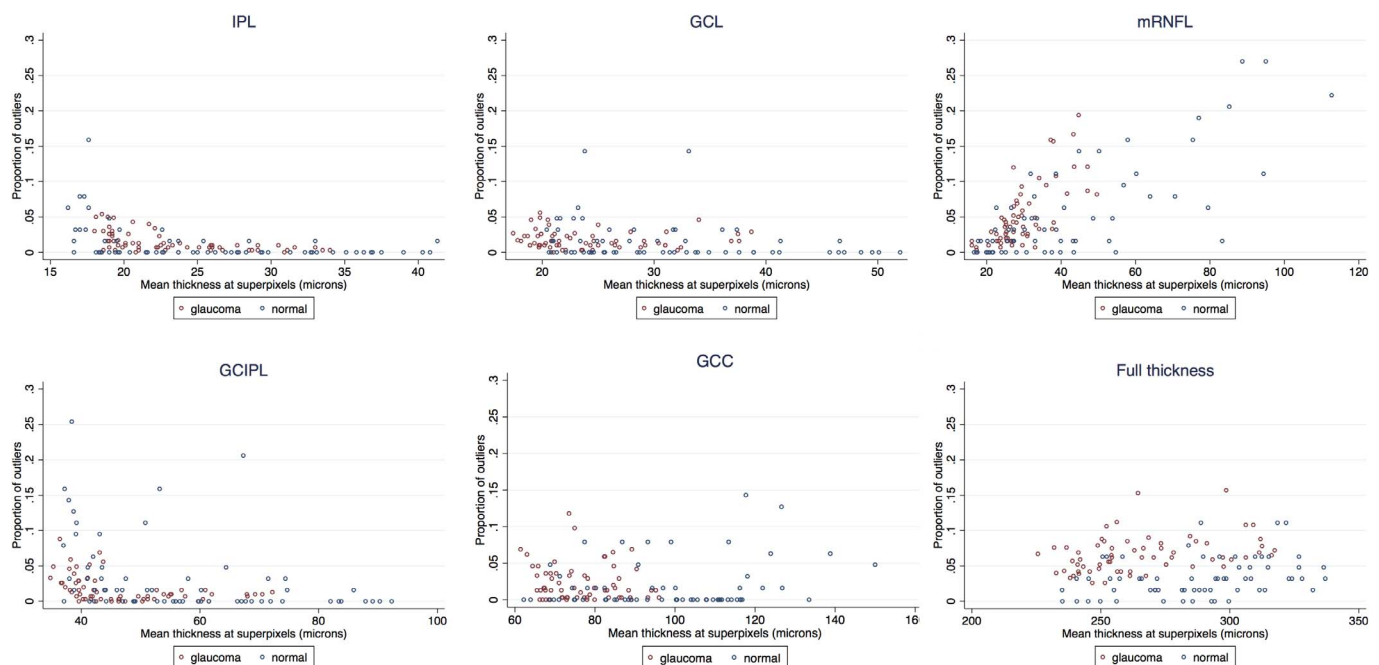 IPL
Proportion of outliers
.3
.25
.2
.15
.1
.05
0
15 20 25 30 35 40
Mean thickness at superpixels (microns)
glaucoma normal
GCL
Proportion of outliers
.3
.25
.2
.15
.1
.05
0
20 30 40 50
Mean thickness at superpixels (microns)
glaucoma normal
mRNFL
Proportion of outliers
.3
.25
.2
.15
.1
.05
0
20 40 60 80 100 120
Mean thickness at superpixels (microns)
glaucoma normal
GCIPL
Proportion of outliers
.3
.25
.2
.15
.1
.05
0
40 60 80 100
Mean thickness at superpixels (microns)
glaucoma normal
GCC
Proportion of outliers
.3
.25
.2
.15
.1
.05
0
60 80 100 120 140 16
Mean thickness at superpixels (microns)
glaucoma normal
Full thickness
Proportion of outliers
.3
.25
.2
.15
.1
.05
0
200 250 300 350
Mean thickness at superpixels (microns)
glaucoma normal